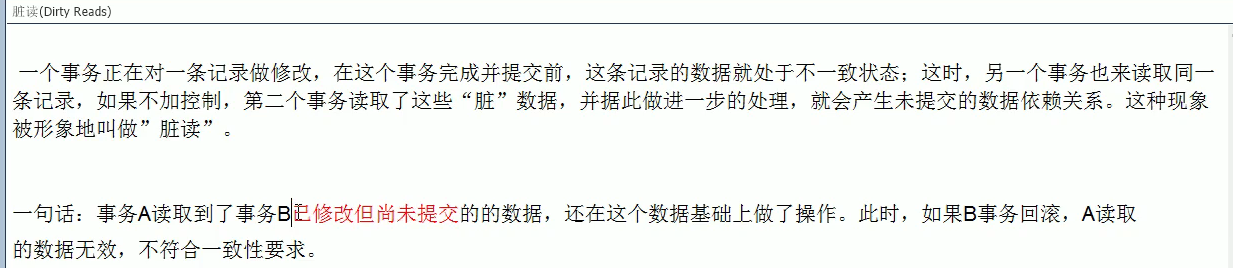 脏读(Dirty Reads)
一个事务正在对一条记录做修改，在这个事务完成并提交前，这条记录的数据就处于不一致状态；这时，另一个事务也来读取同一
条记录，如果不加控制，第二个事务读取了这些“脏”数据，并据此做进一步的处理，就会产生未提交的数据依赖关系。这种现象
被形象地叫做”脏读”。
一句话：事务A读取到了事务B已修改但尚未提交的的数据，还在这个数据基础上做了操作。此时，如果B事务回滚，A读取
的数据无效，不符合一致性要求。